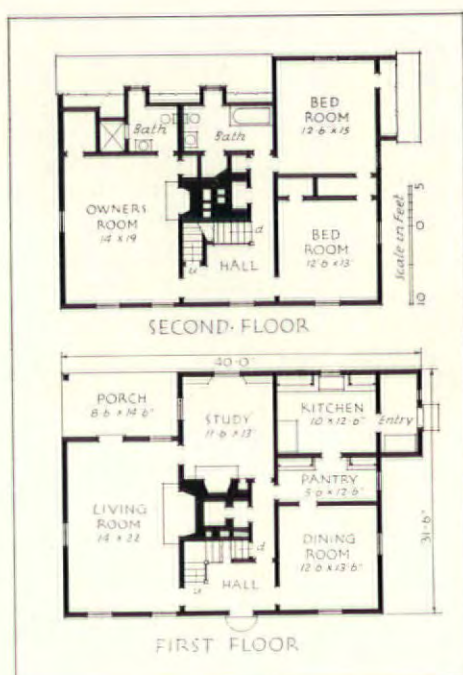 BED
ROOM
12·6 × 15
Bath
Bath
OWNERS
ROOM
14 × 19
BED
ROOM
12·6 × 13
HALL
u
d
Scale in Feet
5
0
10
SECOND·FLOOR
40·0"
PORCH
8·6 × 14·6"
STUDY
11·6 × 13'
KITCHEN
10 × 12·6"
Entry
PANTRY
5·6 × 12·6"
LIVING
ROOM
14 × 22
DINING
ROOM
12·6 × 13·6"
HALL
u
d
31·6"
FIRST FLOOR